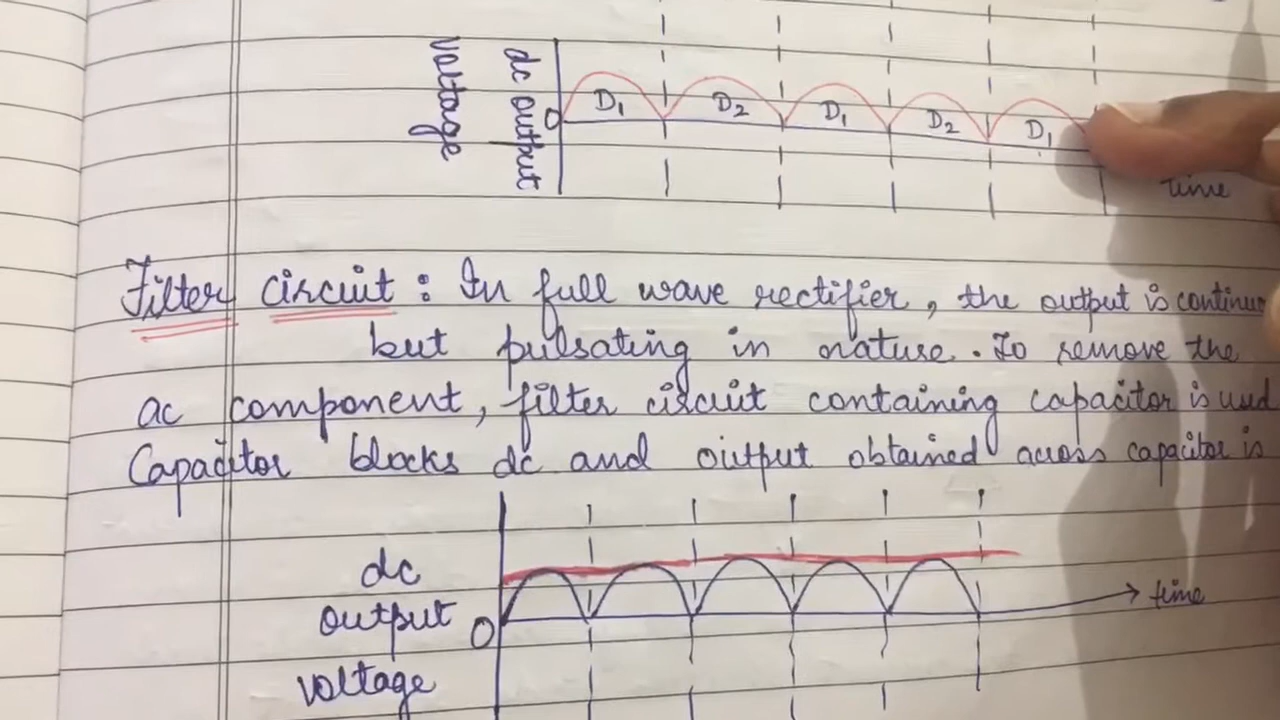 voltage
dc output
0
D1 D2 D1 D2 D1
time
Filter circuit : In full wave rectifier, the output is continuo
but pulsating in nature. To remove the
ac component, filter circuit containing capacitor is used
Capacitor blocks dc and output obtained across capacitor is
dc
output
voltage
0
time